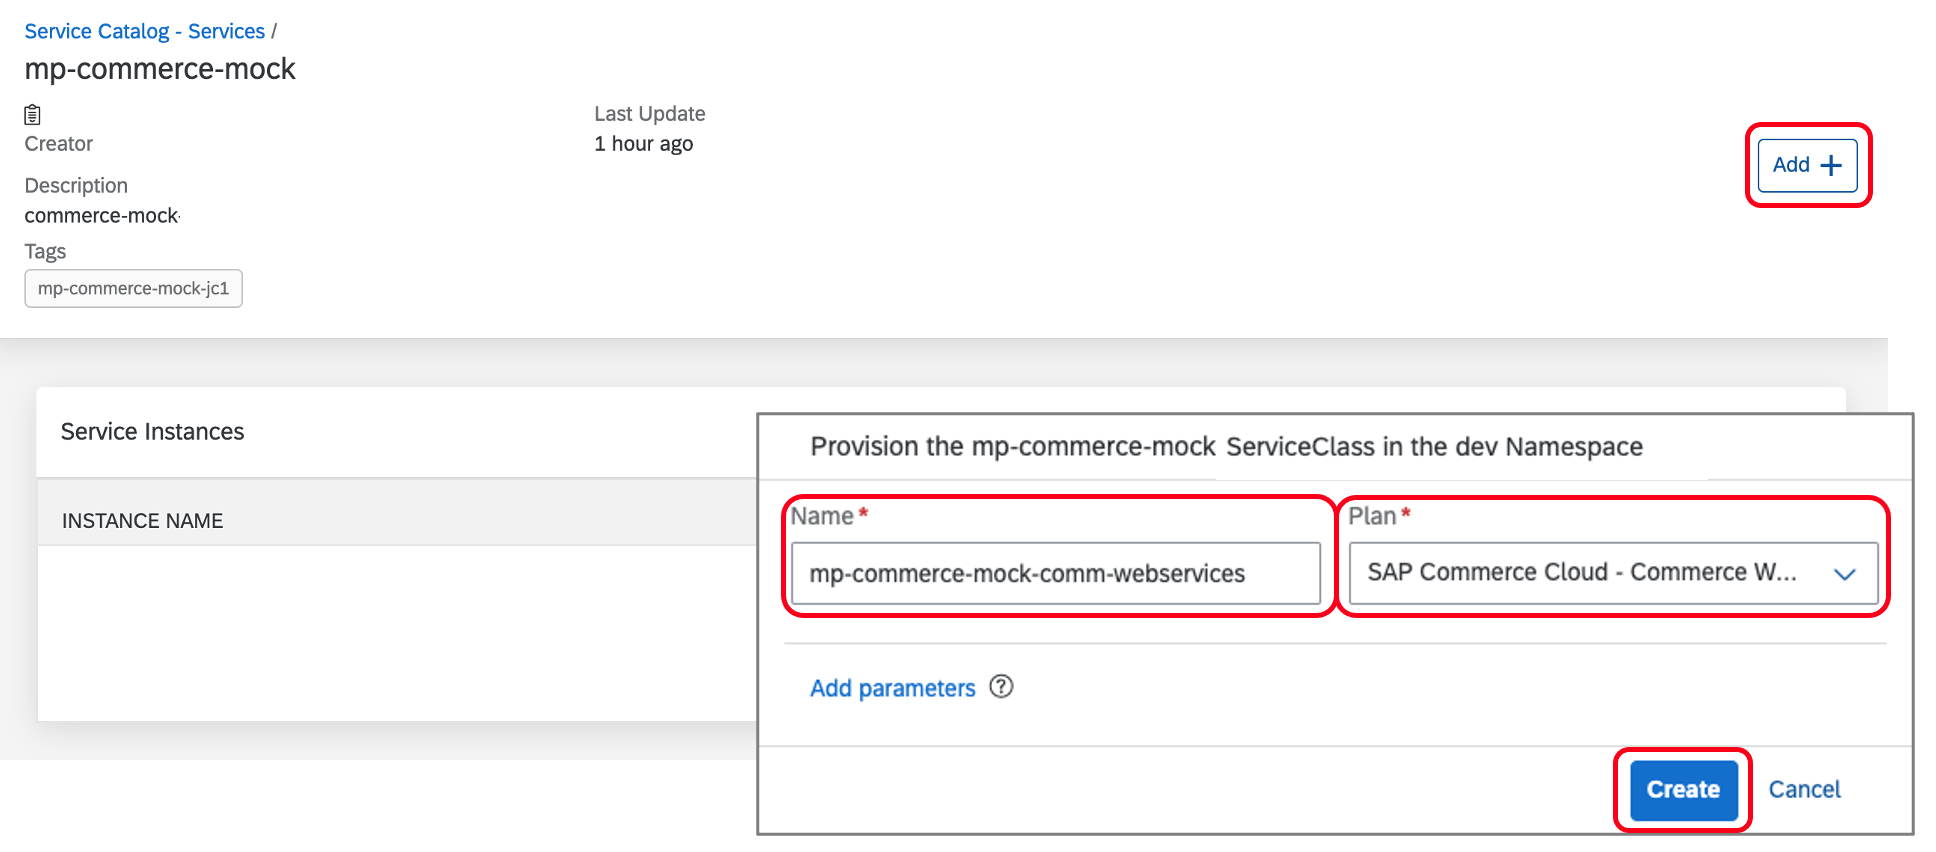 Service Catalog - Services /
mp-commerce-mock
Creator
Last Update
1 hour ago
Add +
Description
commerce-mock
Tags
mp-commerce-mock-jc1
Service Instances
INSTANCE NAME
Provision the mp-commerce-mock ServiceClass in the dev Namespace
Name*
mp-commerce-mock-comm-webservices
Plan*
SAP Commerce Cloud - Commerce W...
Add parameters ?
Create
Cancel